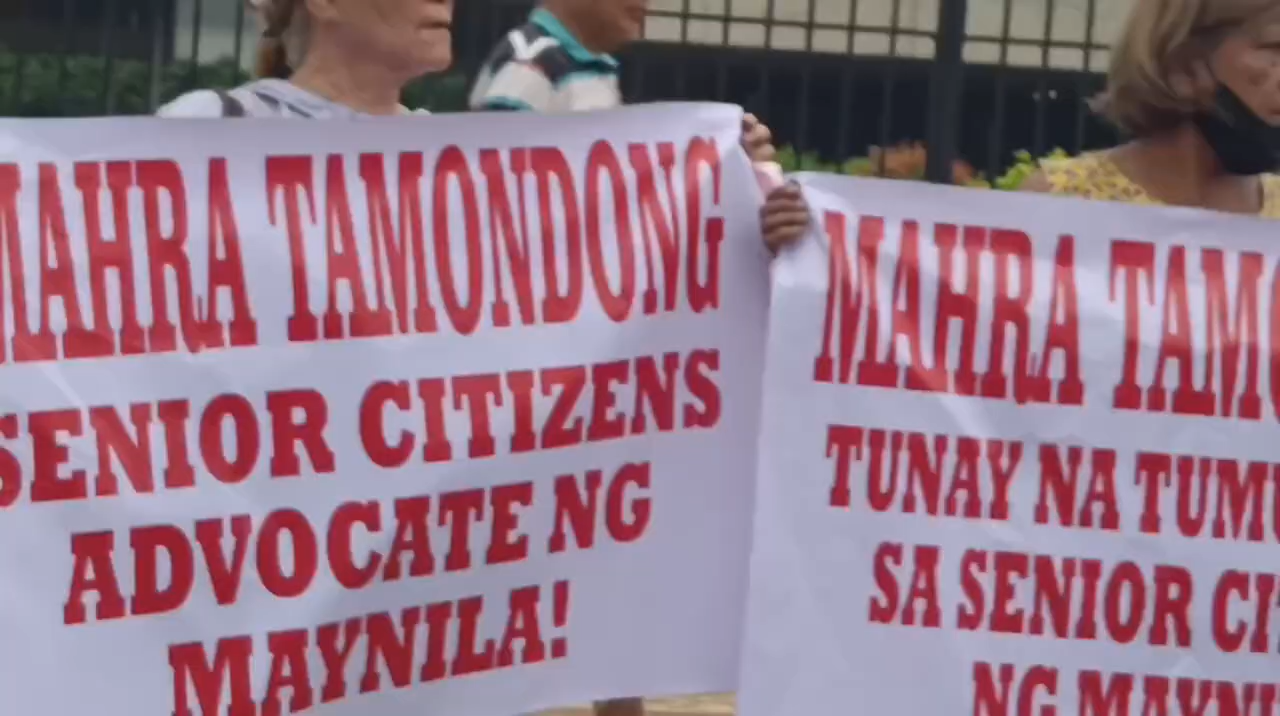 MAHRA TAMONDONG
SENIOR CITIZENS
ADVOCATE NG
MAYNILA!
MAHRA
TUNAY NA
SA SENIOR
NG